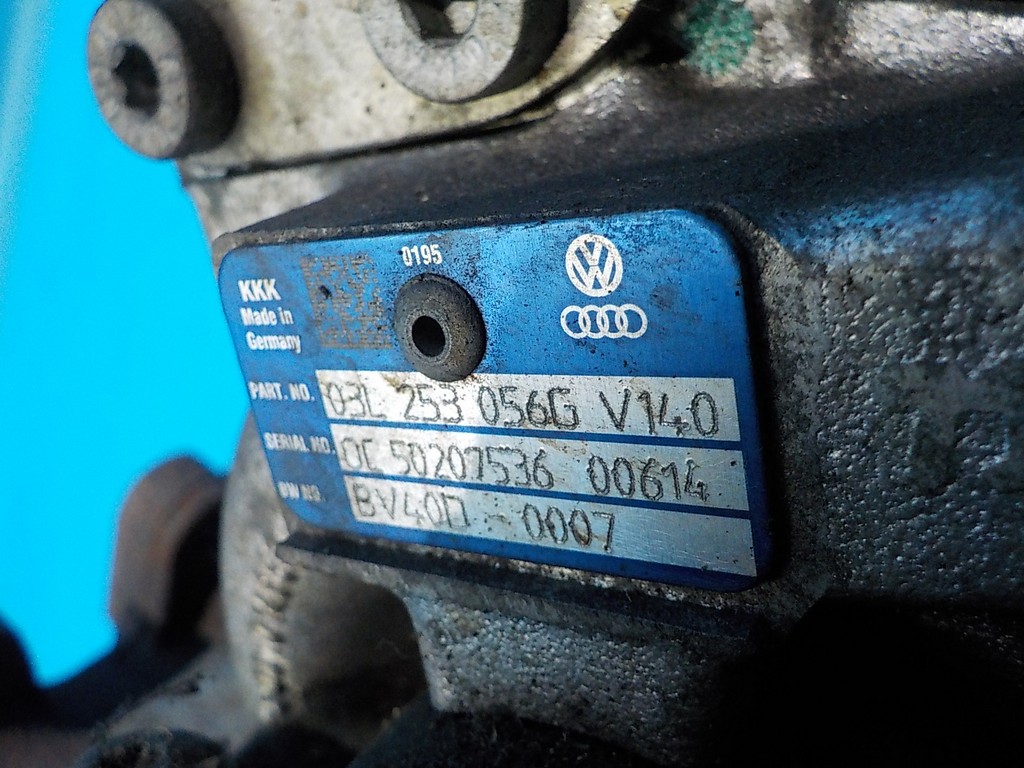 0195
KKK
Made in
Germany
PART. NO. 03L 253 056G V140
SERIAL NO. 0C 50207536 00614
DW NO. BV40D - 0007